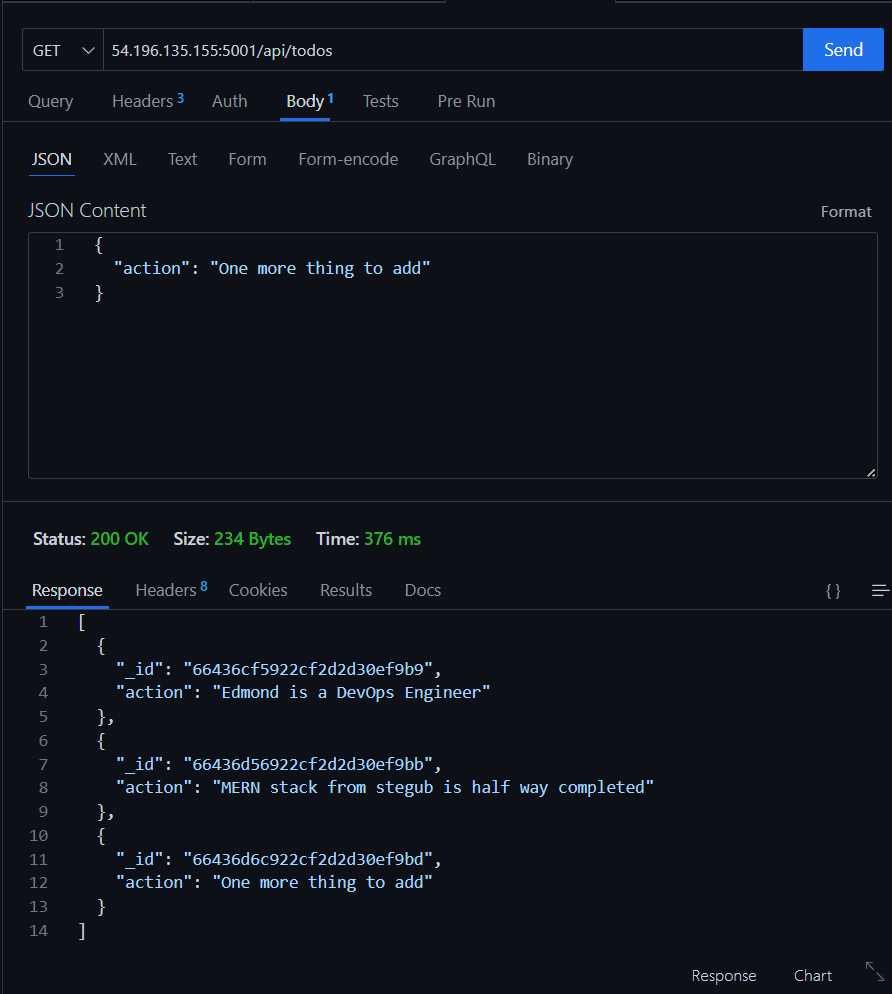 GET 54.196.135.155:5001/api/todos Send
Query Headers 3 Auth Body 1 Tests Pre Run
JSON XML Text Form Form-encode GraphQL Binary
JSON Content Format
1 {
2 "action": "One more thing to add"
3 }
Status: 200 OK Size: 234 Bytes Time: 376 ms
Response Headers 8 Cookies Results Docs { }
1 [
2 {
3 "_id": "66436cf5922cf2d2d30ef9b9",
4 "action": "Edmond is a DevOps Engineer"
5 },
6 {
7 "_id": "66436d56922cf2d2d30ef9bb",
8 "action": "MERN stack from stegub is half way completed"
9 },
10 {
11 "_id": "66436d6c922cf2d2d30ef9bd",
12 "action": "One more thing to add"
13 }
14 ]
Response Chart